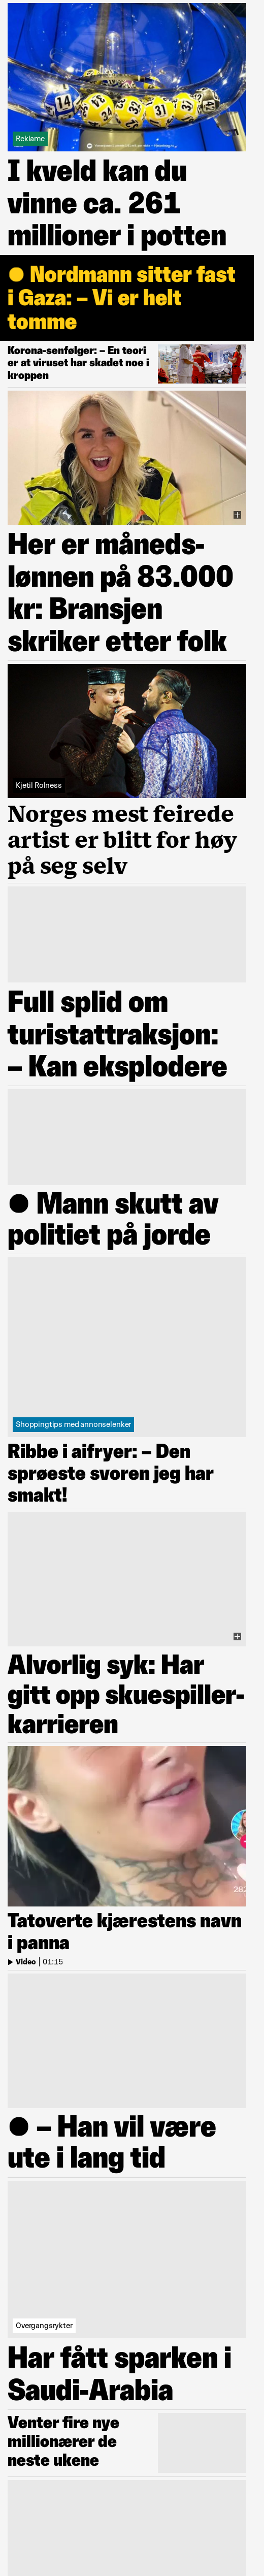 Reklame
I kveld kan du
vinne ca. 261
millioner i potten
● Nordmann sitter fast
i Gaza: – Vi er helt
tomme
Korona-senfølger: – En teori
er at viruset har skadet noe i
kroppen
Her er måneds-
lønnen på 83.000
kr: Bransjen
skriker etter folk
Kjetil Rolness
Norges mest feirede
artist er blitt for høy
på seg selv
Full splid om
turistattraksjon:
– Kan eksplodere
● Mann skutt av
politiet på jorde
Shoppingtips med annonselenker
Ribbe i aifryer: – Den
sprøeste svoren jeg har
smakt!
Alvorlig syk: Har
gitt opp skuespiller-
karrieren
Tatoverte kjærestens navn
i panna
Video | 01:15
● – Han vil være
ute i lang tid
Overgangsrykter
Har fått sparken i
Saudi-Arabia
Venter fire nye
millionærer de
neste ukene